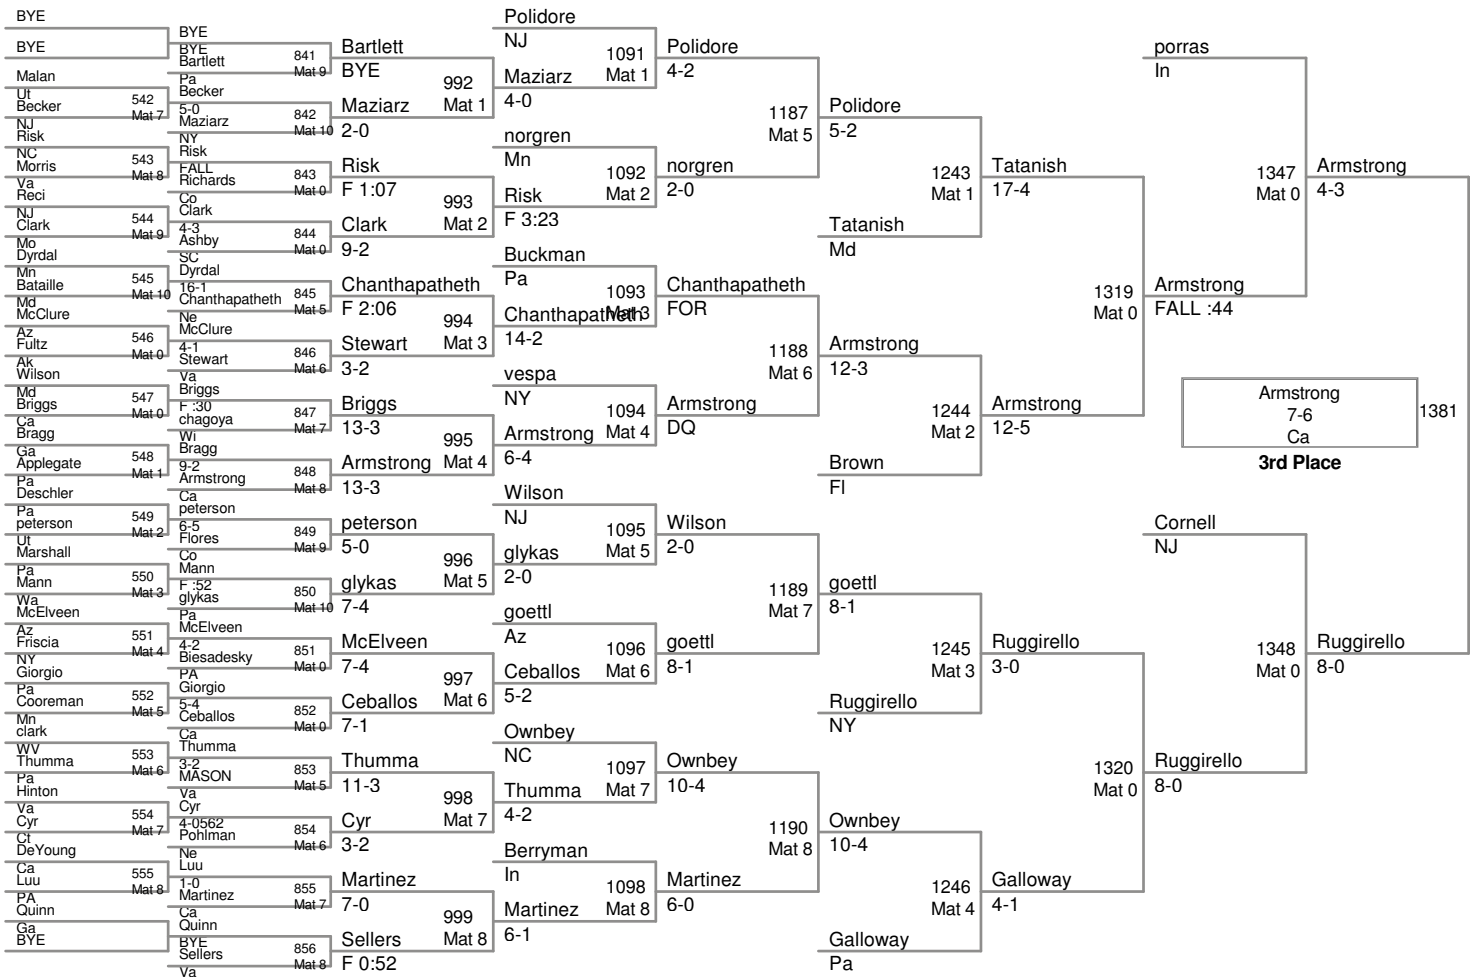 BYE
BYE
Malan
Ut
Becker
NJ
Risk
NC
Morris
Va
Reci
NJ
Clark
Mo
Dyrdal
Mn
Bataille
Md
McClure
Az
Fultz
Ak
Wilson
Md
Briggs
Ca
Bragg
Ga
Applegate
Pa
Deschler
Pa
peterson
Ut
Marshall
Pa
Mann
Wa
McElveen
Az
Friscia
NY
Giorgio
Pa
Cooreman
Mn
clark
WV
Thumma
Pa
Hinton
Va
Cyr
Ct
DeYoung
Ca
Luu
PA
Quinn
Ga
BYE
542
Mat 7
543
Mat 8
544
Mat 9
545
Mat 10
546
Mat 0
547
Mat 0
548
Mat 1
549
Mat 2
550
Mat 3
551
Mat 4
552
Mat 5
553
Mat 6
554
Mat 7
555
Mat 8
BYE
BYE
Bartlett
Pa
Becker
5-0
Maziarz
NY
Risk
FALL
Richards
Co
Clark
4-3
Ashby
SC
Dyrdal
16-1
Chanthapatheth
Ne
McClure
4-1
Stewart
Va
Briggs
F :30
chagoya
Wi
Bragg
9-2
Armstrong
Ca
peterson
6-5
Flores
Co
Mann
F :52
glykas
Pa
McElveen
4-2
Biesadesky
PA
Giorgio
5-4
Ceballos
Ca
Thumma
3-2
MASON
Va
Cyr
4-0562
Pohlman
Ne
Luu
1-0
Martinez
Ca
Quinn
BYE
Sellers
Va
841
Mat 9
842
Mat 10
843
Mat 0
844
Mat 0
845
Mat 5
846
Mat 6
847
Mat 7
848
Mat 8
849
Mat 9
850
Mat 10
851
Mat 0
852
Mat 0
853
Mat 5
854
Mat 6
855
Mat 7
856
Mat 8
Bartlett
BYE
Maziarz
2-0
Risk
F 1:07
Clark
9-2
Chanthapatheth
F 2:06
Stewart
3-2
Briggs
13-3
Armstrong
13-3
peterson
5-0
glykas
7-4
McElveen
7-4
Ceballos
7-1
Thumma
11-3
Cyr
3-2
Martinez
7-0
Sellers
F 0:52
992
Mat 1
993
Mat 2
994
Mat 3
995
Mat 4
996
Mat 5
997
Mat 6
998
Mat 7
999
Mat 8
Polidore
NJ
Maziarz
4-0
norgren
Mn
Risk
F 3:23
Buckman
Pa
Chanthapatheth
14-2
vespa
NY
Armstrong
6-4
Wilson
NJ
glykas
2-0
goettl
Az
Ceballos
5-2
Ownbey
NC
Thumma
4-2
Berryman
In
Martinez
6-1
1091
Mat 1
1092
Mat 2
1093
Mat 3
1094
Mat 4
1095
Mat 5
1096
Mat 6
1097
Mat 7
1098
Mat 8
Polidore
4-2
norgren
2-0
Chanthapatheth
FOR
Armstrong
DQ
Wilson
2-0
goettl
8-1
Ownbey
10-4
Martinez
6-0
1187
Mat 5
1188
Mat 6
1189
Mat 7
1190
Mat 8
Polidore
5-2
Tatanish
Md
Armstrong
12-3
Brown
Fl
goettl
8-1
Ruggirello
NY
Ownbey
10-4
Galloway
Pa
1243
Mat 1
1244
Mat 2
1245
Mat 3
1246
Mat 4
Tatanish
17-4
Armstrong
12-5
Ruggirello
3-0
Galloway
4-1
1319
Mat 0
1320
Mat 0
porras
In
Armstrong
FALL :44
Cornell
NJ
Ruggirello
8-0
1347
Mat 0
1348
Mat 0
Armstrong
4-3
Ruggirello
8-0
Armstrong
7-6
Ca
1381
3rd Place